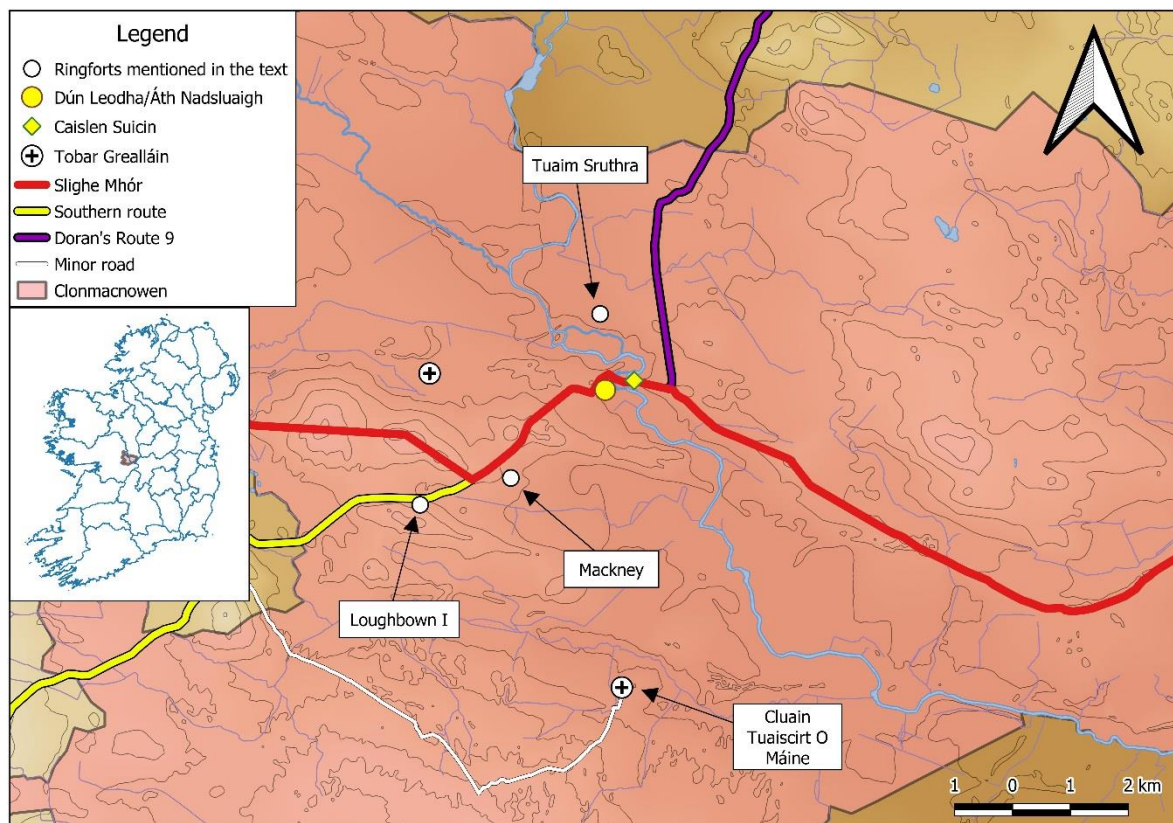 Legend
Ringforts mentioned in the text
Dún Leodha/Áth Nadsluaigh
Caislen Suicin
Tobar Grealláin
Slighe Mhór
Southern route
Doran's Route 9
Minor road
Clonmacnowen
Tuaim Sruthra
Mackney
Loughbown I
Cluain
Tuaiscirt O
Máine
1 0 1 2 km